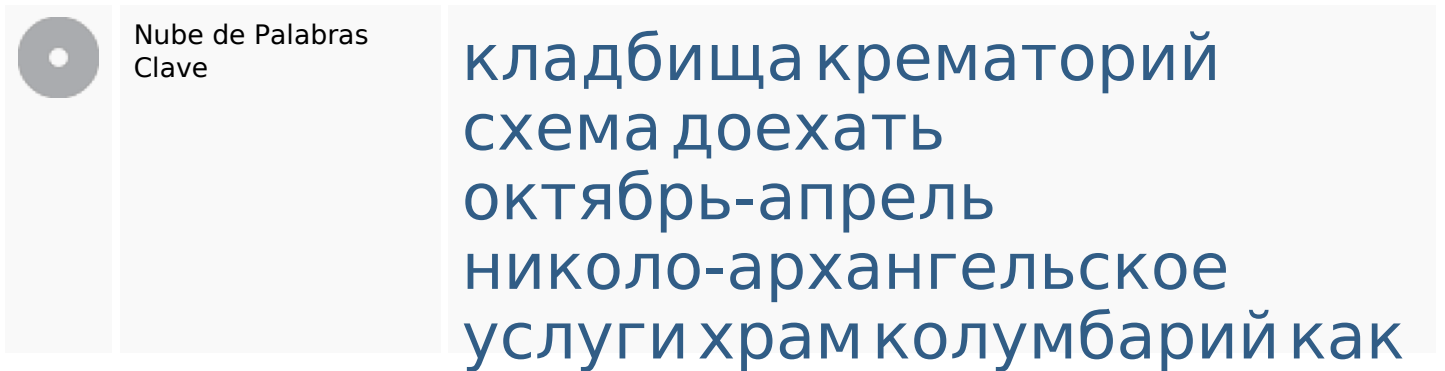 Nube de Palabras
Clave
кладбища крематорий
схема доехать
октябрь-апрель
николо-архангельское
услуги храм колумбарий как